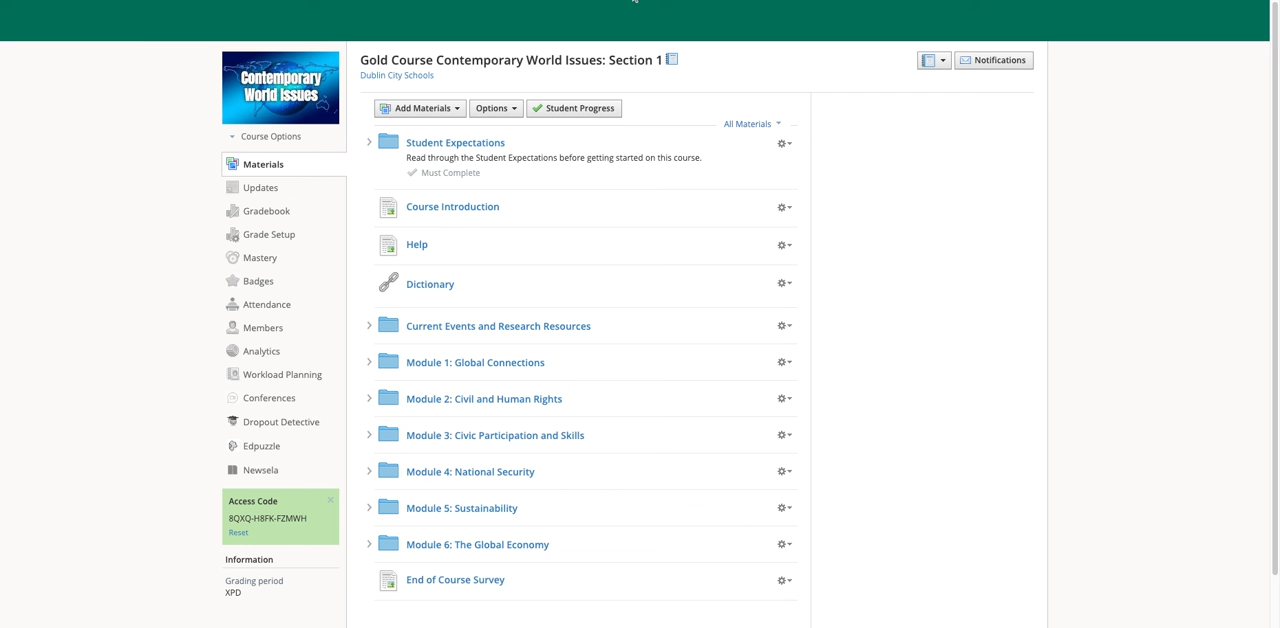 Contemporary
World Issues
Course Options
Materials
Updates
Gradebook
Grade Setup
Mastery
Badges
Attendance
Members
Analytics
Workload Planning
Conferences
Dropout Detective
Edpuzzle
Newsela
Access Code
8QXQ-H8FK-FZMWH
Reset
Information
Grading period
XPD
Gold Course Contemporary World Issues: Section 1
Dublin City Schools
Notifications
Add Materials
Options
Student Progress
All Materials
Student Expectations
Read through the Student Expectations before getting started on this course.
Must Complete
Course Introduction
Help
Dictionary
Current Events and Research Resources
Module 1: Global Connections
Module 2: Civil and Human Rights
Module 3: Civic Participation and Skills
Module 4: National Security
Module 5: Sustainability
Module 6: The Global Economy
End of Course Survey